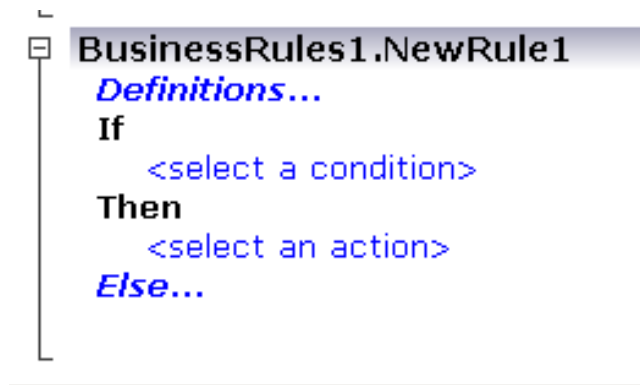 BusinessRules1.NewRule1
Definitions...
If
<select a condition>
Then
<select an action>
Else...